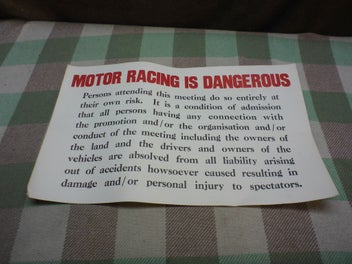 MOTOR RACING IS DANGEROUS
Persons attending this meeting do so entirely at
their own risk. It is a condition of admission
that all persons having any connection with
the promotion and/or the organisation and/or
conduct of the meeting including the owners of
the land and the drivers and owners of the
vehicles are absolved from all liability arising
out of accidents howsoever caused resulting in
damage and/or personal injury to spectators.